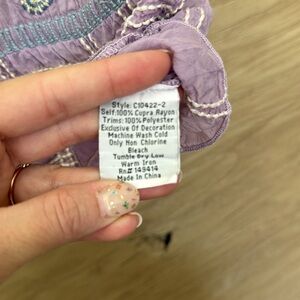 Style: C10422-2
Self:100% Cupra Rayon
Trims:100% Polyester
Exclusive Of Decoration
Machine Wash Cold
Only Non Chlorine
Bleach
Tumble Dry Low
Warm Iron
Rn# 149414
Made In China